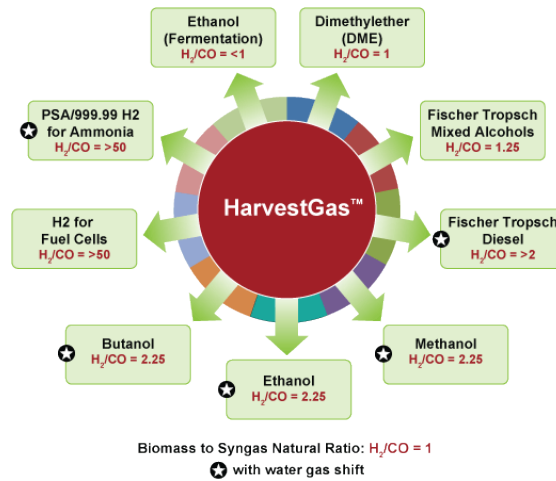 Ethanol
(Fermentation)
H₂/CO = <1
Dimethylether
(DME)
H₂/CO = 1
PSA/999.99 H2
for Ammonia
H₂/CO = >50
Fischer Tropsch
Mixed Alcohols
H₂/CO = 1.25
HarvestGas™
H2 for
Fuel Cells
H₂/CO = >50
Fischer Tropsch
Diesel
H₂/CO = >2
Butanol
H₂/CO = 2.25
Ethanol
H₂/CO = 2.25
Methanol
H₂/CO = 2.25
Biomass to Syngas Natural Ratio: H₂/CO = 1
with water gas shift